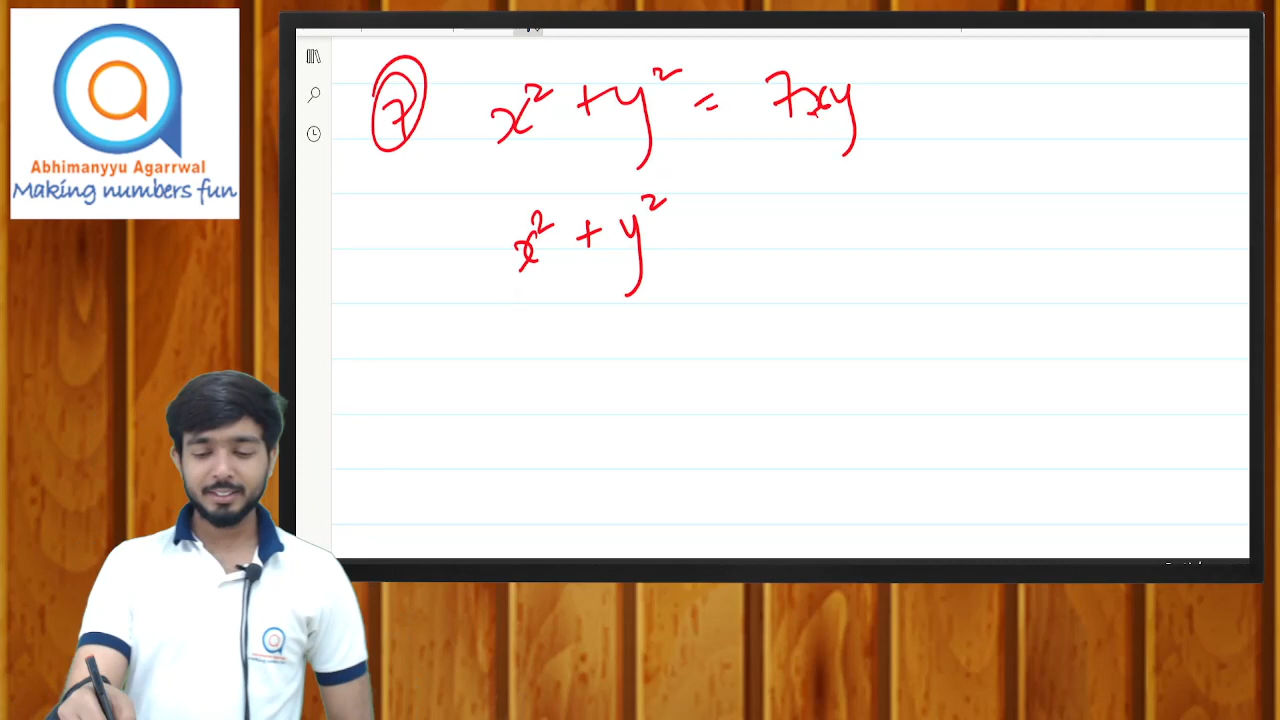 Abhimanyyu Agarrwal
Making numbers fun
⑦ x² + y² = 7xy
x² + y²